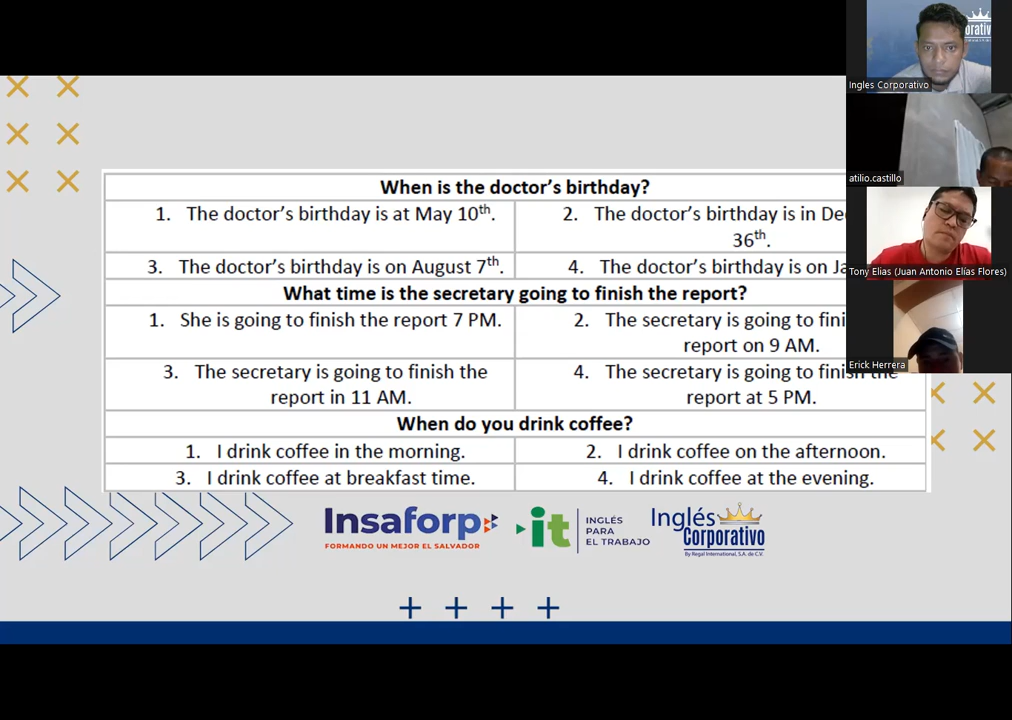 orativ
Ingles Corporativo
atilio.castillo
Tony Elias (Juan Antonio Elías Flores)
Erick Herrera
When is the doctor's birthday?
1. The doctor's birthday is at May 10th.
2. The doctor's birthday is in De
36th.
3. The doctor's birthday is on August 7th.
4. The doctor's birthday is on Ja
What time is the secretary going to finish the report?
1. She is going to finish the report 7 PM.
2. The secretary is going to fini
report on 9 AM.
3. The secretary is going to finish the
report in 11 AM.
4. The secretary is going to finish the
report at 5 PM.
When do you drink coffee?
1. I drink coffee in the morning.
2. I drink coffee on the afternoon.
3. I drink coffee at breakfast time.
4. I drink coffee at the evening.
Insaforp
FORMANDO UN MEJOR EL SALVADOR
it
INGLÉS
PARA
EL TRABAJO
Inglés
Corporativo
By Regal International, S.A. de C.V.